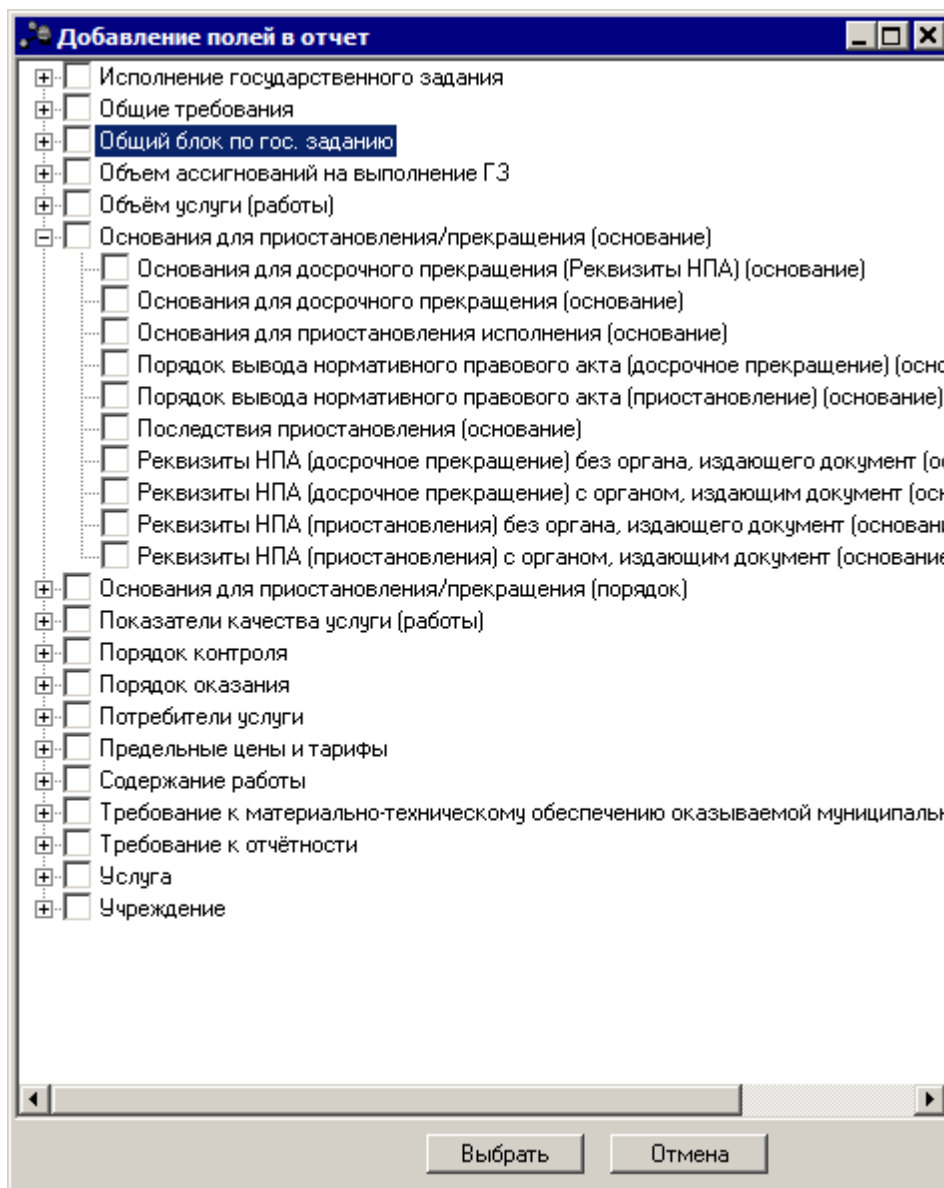 Добавление полей в отчет
Исполнение государственного задания
Общие требования
Общий блок по гос. заданию
Объем ассигнований на выполнение ГЗ
Объём услуги (работы)
Основания для приостановления/прекращения (основание)
Основания для досрочного прекращения (Реквизиты НПА) (основание)
Основания для досрочного прекращения (основание)
Основания для приостановления исполнения (основание)
Порядок вывода нормативного правового акта (досрочное прекращение)
Порядок вывода нормативного правового акта (приостановление) (основание)
Последствия приостановления (основание)
Реквизиты НПА (досрочное прекращение) без органа, издающего документ
Реквизиты НПА (досрочное прекращение) с органом, издающим документ
Реквизиты НПА (приостановления) без органа, издающего документ
Реквизиты НПА (приостановления) с органом, издающим документ (основание
Основания для приостановления/прекращения (порядок)
Показатели качества услуги (работы)
Порядок контроля
Порядок оказания
Потребители услуги
Предельные цены и тарифы
Содержание работы
Требование к материально-техническому обеспечению оказываемой
Требование к отчётности
Услуга
Учреждение
Выбрать Отмена